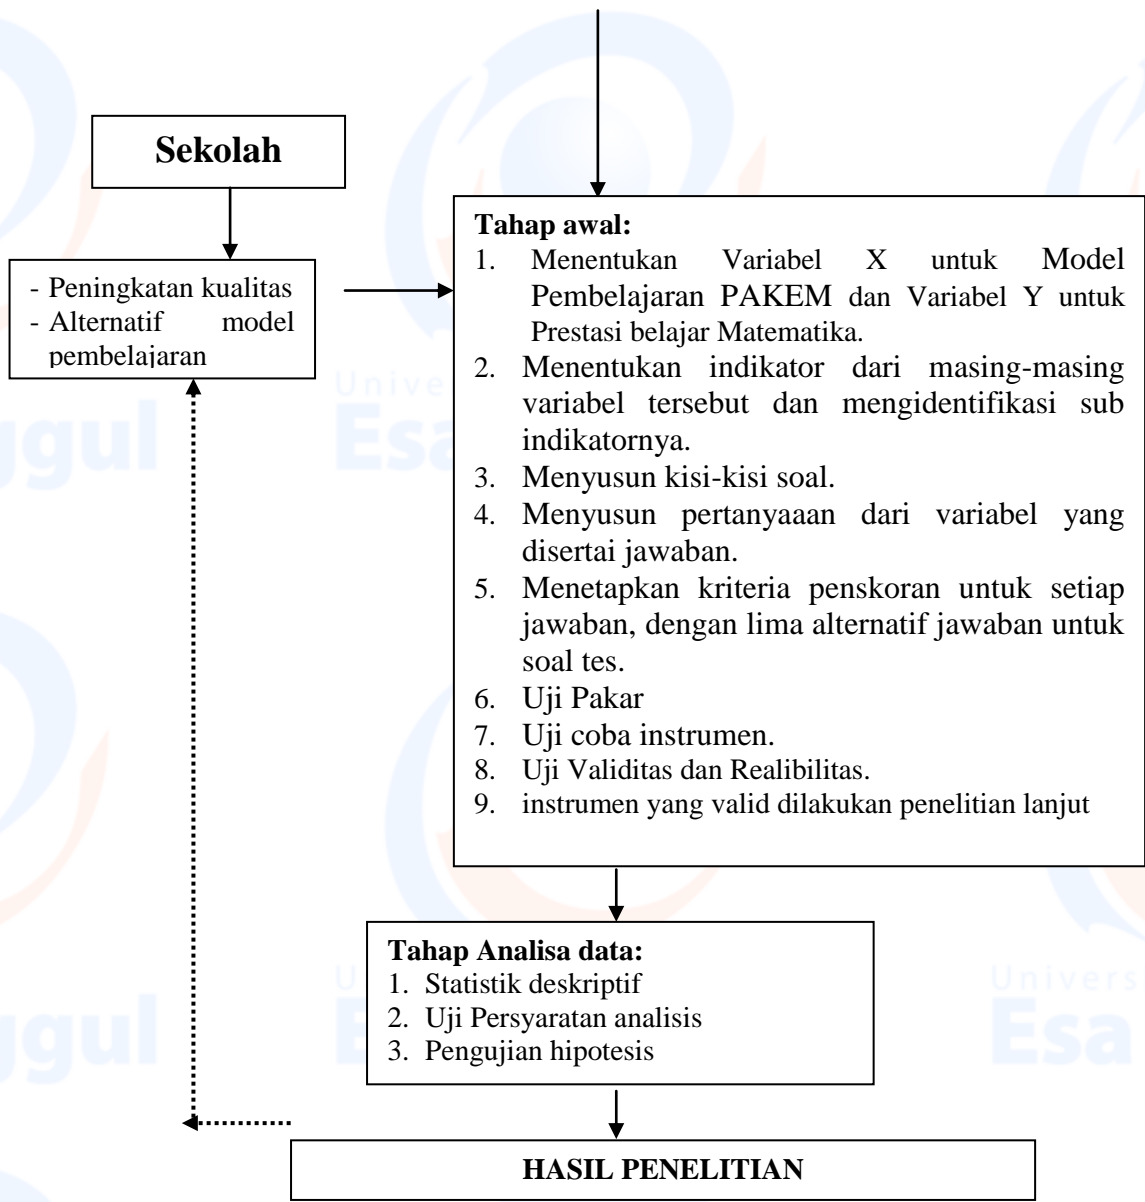 Sekolah
- Peningkatan kualitas
- Alternatif model
pembelajaran
Tahap awal:
1. Menentukan Variabel X untuk Model
Pembelajaran PAKEM dan Variabel Y untuk
Prestasi belajar Matematika.
2. Menentukan indikator dari masing-masing
variabel tersebut dan mengidentifikasi sub
indikatornya.
3. Menyusun kisi-kisi soal.
4. Menyusun pertanyaaan dari variabel yang
disertai jawaban.
5. Menetapkan kriteria penskoran untuk setiap
jawaban, dengan lima alternatif jawaban untuk
soal tes.
6. Uji Pakar
7. Uji coba instrumen.
8. Uji Validitas dan Realibilitas.
9. instrumen yang valid dilakukan penelitian lanjut
Tahap Analisa data:
1. Statistik deskriptif
2. Uji Persyaratan analisis
3. Pengujian hipotesis
HASIL PENELITIAN